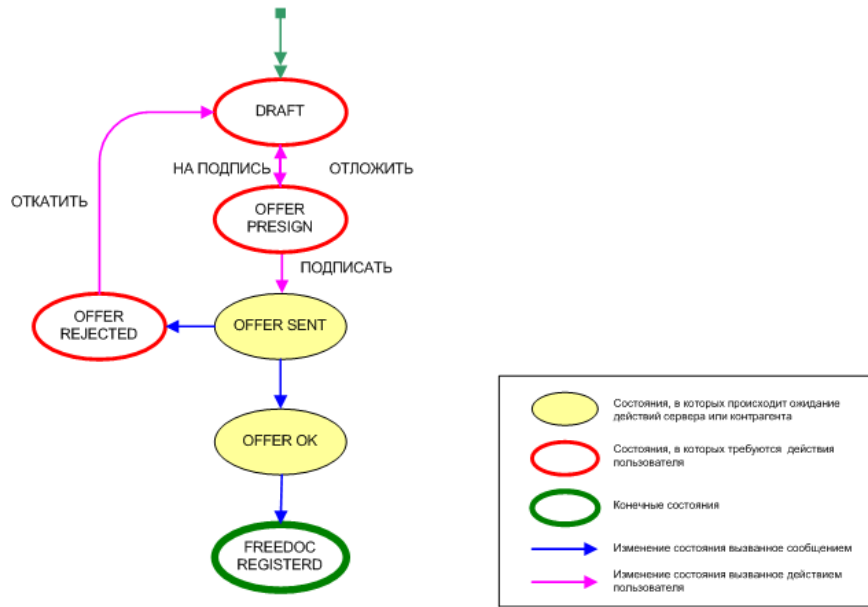 DRAFT
НА ПОДПИСЬ
ОТЛОЖИТЬ
ОТКАТИТЬ
OFFER
PRESIGN
ПОДПИСАТЬ
OFFER
REJECTED
OFFER SENT
OFFER OK
FREEDOC
REGISTERD
Состояния, в которых происходит ожидание
действий сервера или контрагента
Состояния, в которых требуются действия
пользователя
Конечные состояния
Изменение состояния вызванное сообщением
Изменение состояния вызванное действием
пользователя